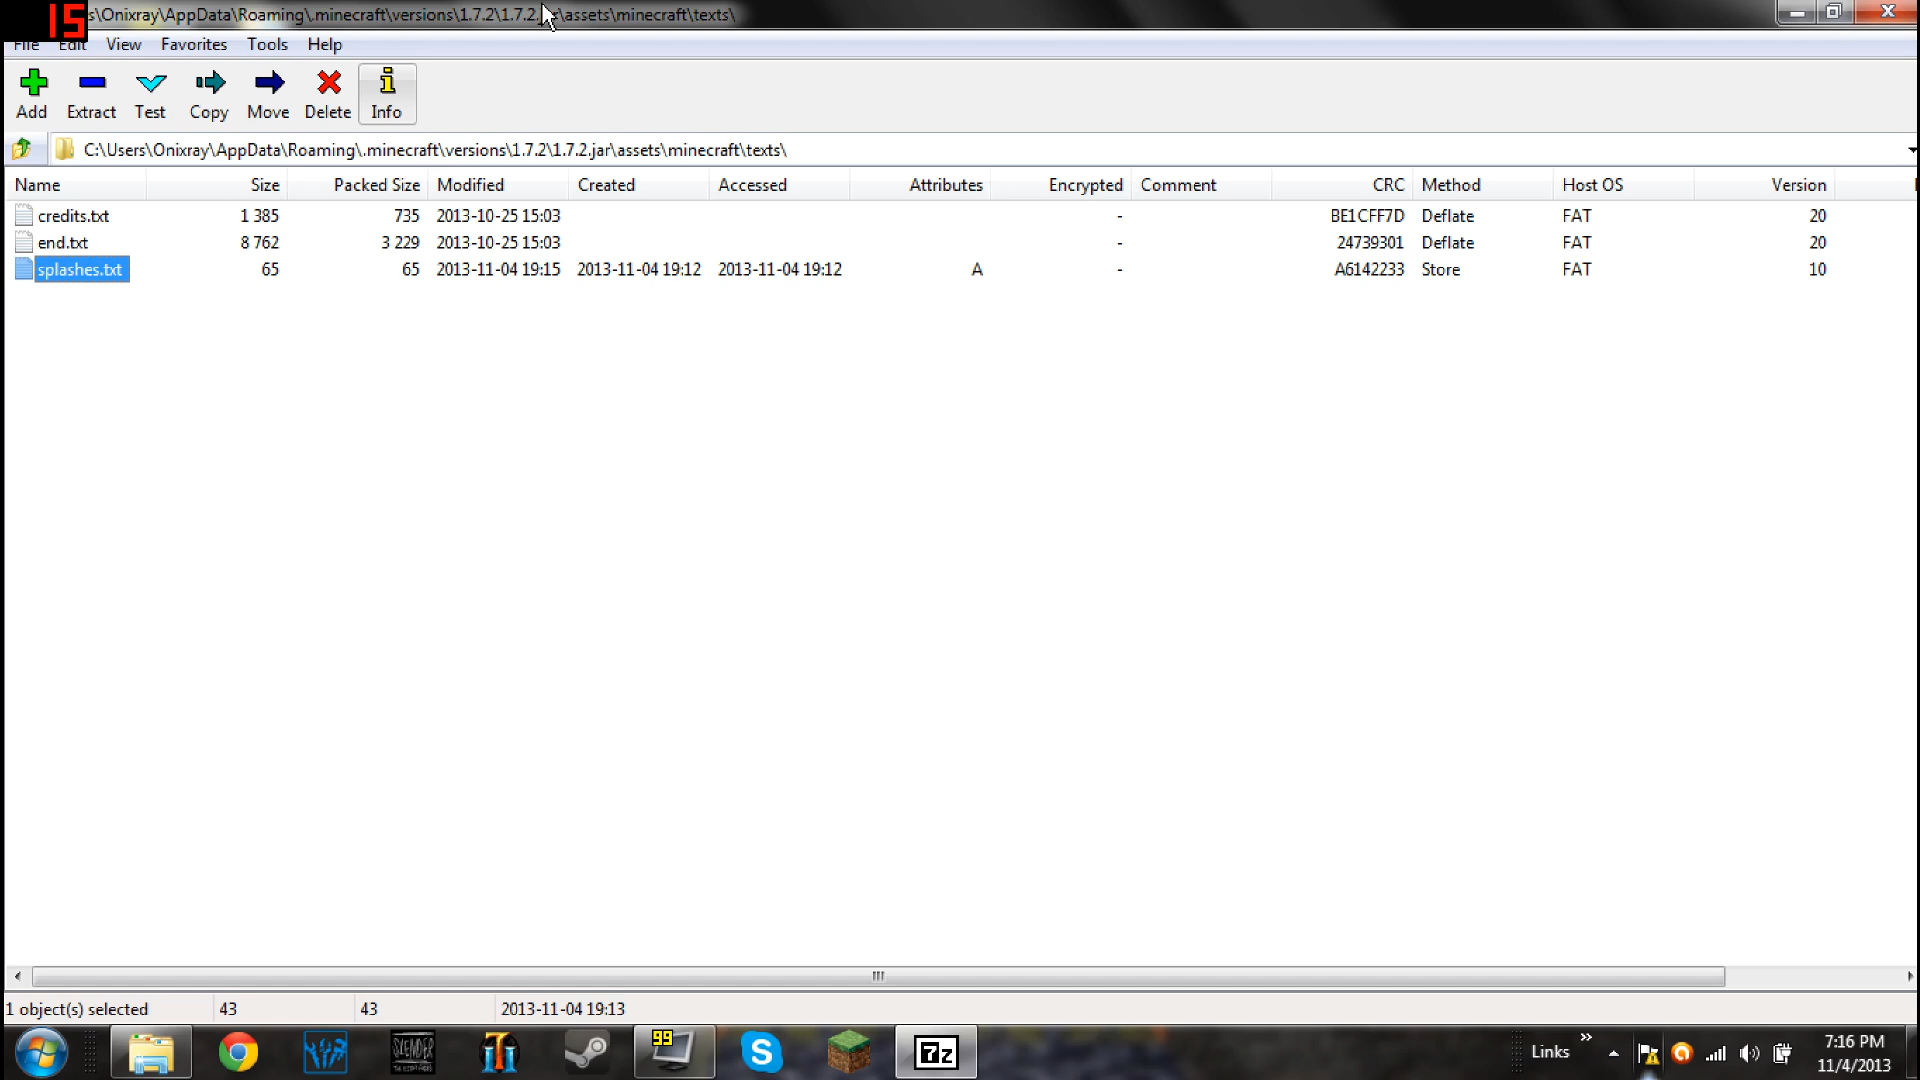 15
s\Onixray\AppData\Roaming\.minecraft\versions\1.7.2\1.7.2.jar\assets\minecraft\texts\
File Edit View Favorites Tools Help
Add Extract Test Copy Move Delete Info
C:\Users\Onixray\AppData\Roaming\.minecraft\versions\1.7.2\1.7.2.jar\assets\minecraft\texts\
Name Size Packed Size Modified Created Accessed Attributes Encrypted Comment CRC Method Host OS Version
credits.txt 1 385 735 2013-10-25 15:03 - BE1CFF7D Deflate FAT 20
end.txt 8 762 3 229 2013-10-25 15:03 - 24739301 Deflate FAT 20
splashes.txt 65 65 2013-11-04 19:15 2013-11-04 19:12 2013-11-04 19:12 A - A6142233 Store FAT 10
1 object(s) selected 43 43 2013-11-04 19:13
SLENDER 99 S 7z Links 7:16 PM
11/4/2013